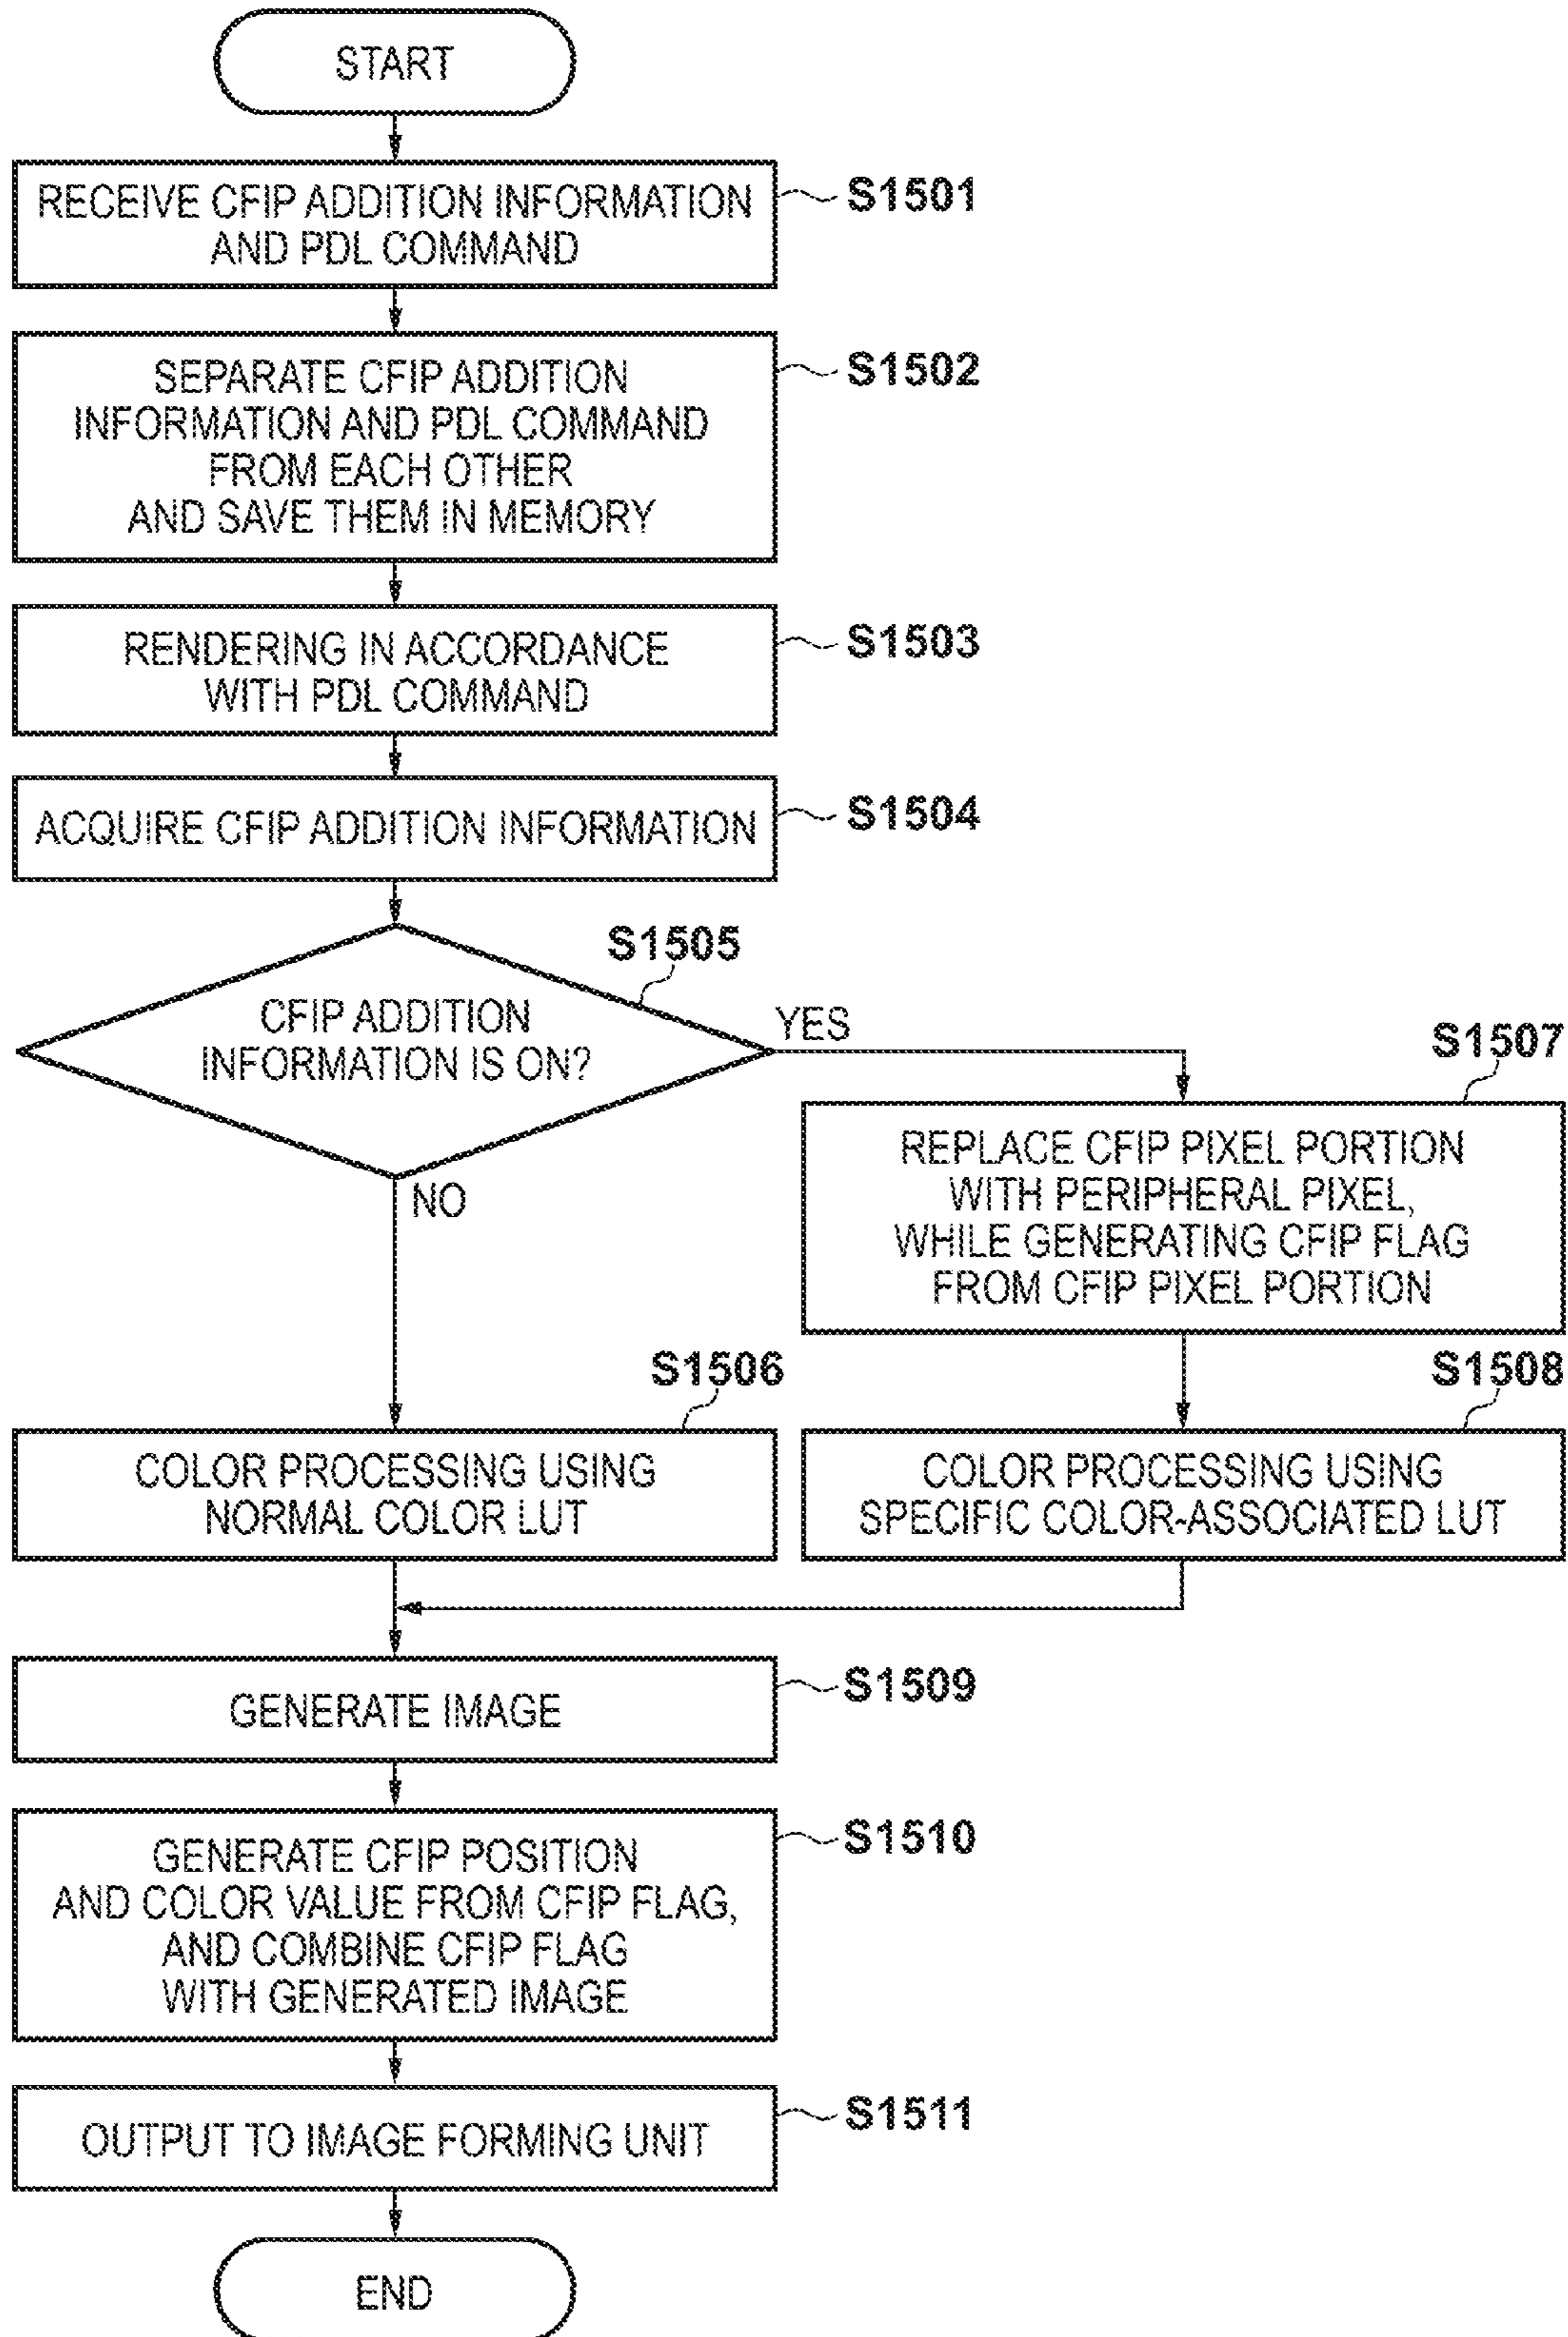 START
RECEIVE CFIP ADDITION INFORMATION
AND PDL COMMAND
S1501
SEPARATE CFIP ADDITION
INFORMATION AND PDL COMMAND
FROM EACH OTHER
AND SAVE THEM IN MEMORY
S1502
RENDERING IN ACCORDANCE
WITH PDL COMMAND
S1503
ACQUIRE CFIP ADDITION INFORMATION
S1504
S1505
CFIP ADDITION
INFORMATION IS ON?
YES
NO
S1507
REPLACE CFIP PIXEL PORTION
WITH PERIPHERAL PIXEL,
WHILE GENERATING CFIP FLAG
FROM CFIP PIXEL PORTION
S1506
COLOR PROCESSING USING
NORMAL COLOR LUT
S1508
COLOR PROCESSING USING
SPECIFIC COLOR-ASSOCIATED LUT
GENERATE IMAGE
S1509
GENERATE CFIP POSITION
AND COLOR VALUE FROM CFIP FLAG,
AND COMBINE CFIP FLAG
WITH GENERATED IMAGE
S1510
OUTPUT TO IMAGE FORMING UNIT
S1511
END